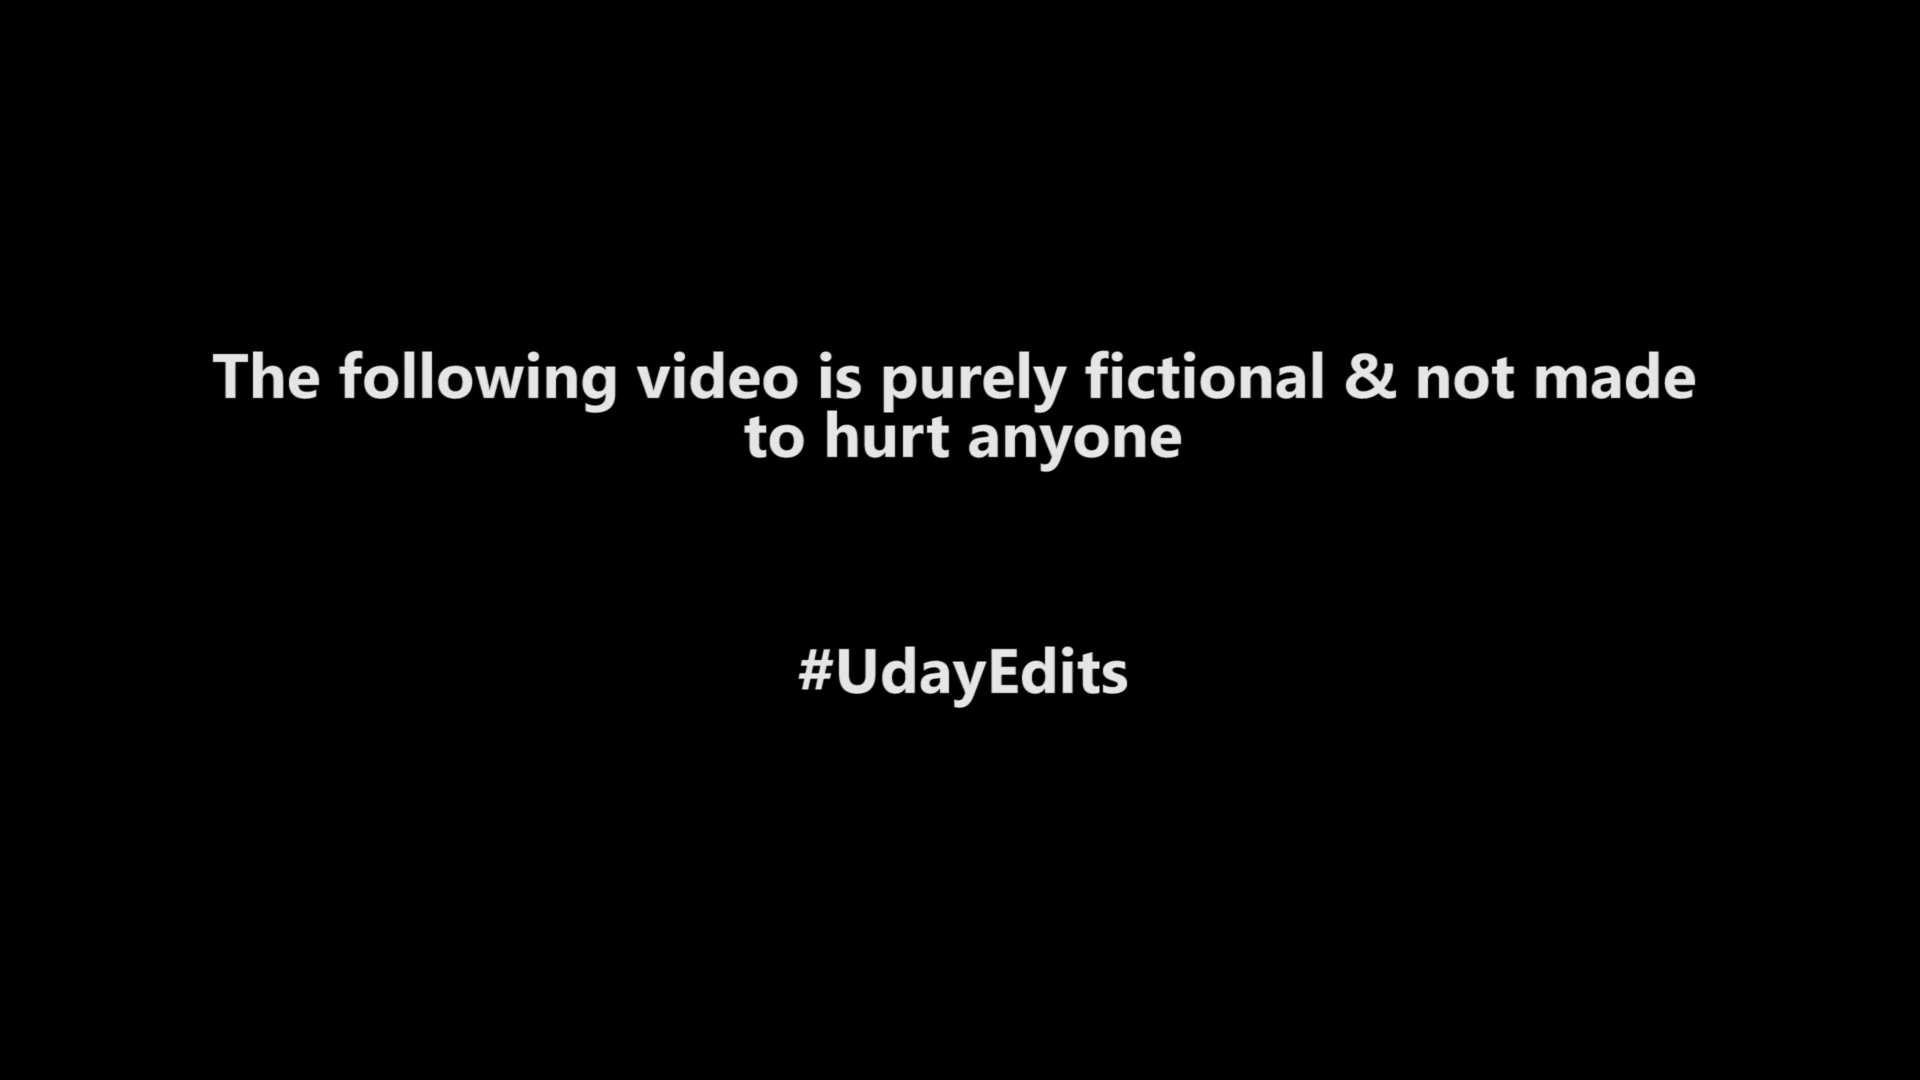 The following video is purely fictional & not made
to hurt anyone
#UdayEdits